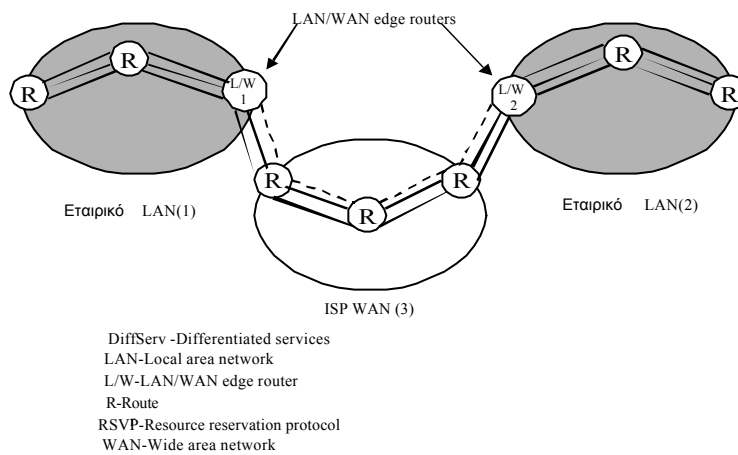 LAN/WAN edge routers
R
R
L/W
1
L/W
2
R
R
R
R
R
Εταιρικό LAN(1)
Εταιρικό LAN(2)
ISP WAN (3)
DiffServ -Differentiated services
LAN-Local area network
L/W-LAN/WAN edge router
R-Route
RSVP-Resource reservation protocol
WAN-Wide area network